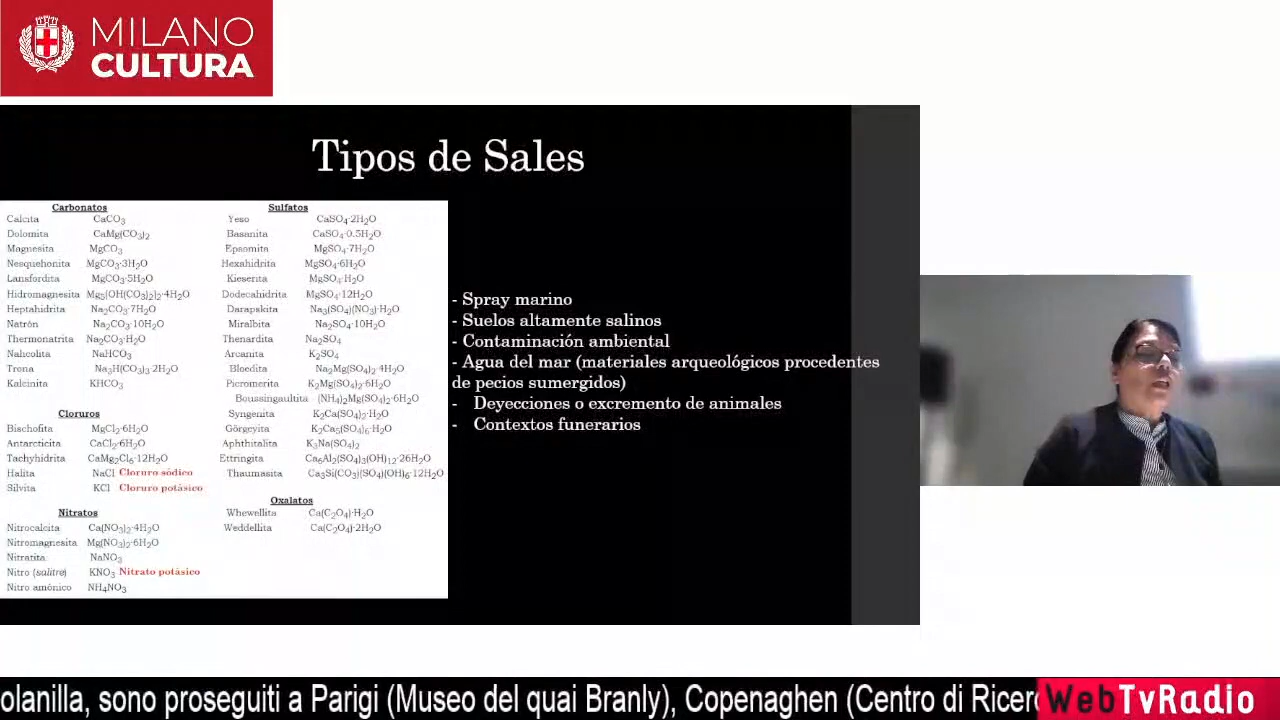 MILANO
CULTURA
Tipos de Sales
Carbonatos
Calcita CaCO3
Dolomita CaMg(CO3)2
Magnesita MgCO3
Nesquehonita MgCO3·3H2O
Lansfordita MgCO3·5H2O
Hidromagnesita Mg5[OH(CO3)2]2·4H2O
Heptahidrita Na2CO3·7H2O
Natrón Na2CO3·10H2O
Thermonatrita Na2CO3·H2O
Nahcolita NaHCO3
Trona Na3H(CO3)3·2H2O
Kalcinita KHCO3
Cloruros
Bischofita MgCl2·6H2O
Antarcticita CaCl2·6H2O
Tachyhidrita CaMg2Cl6·12H2O
Halita NaCl Cloruro sódico
Silvita KCl Cloruro potásico
Nitratos
Nitrocalcita Ca(NO3)2·4H2O
Nitromagnesita Mg(NO3)2·6H2O
Nitratita NaNO3
Nitro (salitre) KNO3 Nitrato potásico
Nitro amónico NH4NO3
Sulfatos
Yeso CaSO4·2H2O
Basanita CaSO4·0.5H2O
Epsomita MgSO4·7H2O
Hexahidrita MgSO4·6H2O
Kieserita MgSO4·H2O
Dodecahidrita MgSO4·12H2O
Darapskita Na3(SO4)(NO3)·H2O
Miralbita Na2SO4·10H2O
Thenardita Na2SO4
Arcanita K2SO4
Bloedita Na2Mg(SO4)2·4H2O
Picromerita K2Mg(SO4)2·6H2O
Boussingaultita (NH4)2Mg(SO4)2·6H2O
Syngenita K2Ca(SO4)2·H2O
Görgeyita K2Ca5(SO4)6·H2O
Aphthitalita K3Na(SO4)2
Ettringita Ca6Al2(SO4)3(OH)12·26H2O
Thaumasita Ca3Si(CO3)(SO4)(OH)6·12H2O
Oxalatos
Whewellita Ca(C2O4)·H2O
Weddellita Ca(C2O4)·2H2O
- Spray marino
- Suelos altamente salinos
- Contaminación ambiental
- Agua del mar (materiales arqueológicos procedentes
de pecios sumergidos)
- Deyecciones o excremento de animales
- Contextos funerarios
olanilla, sono proseguiti a Parigi (Museo del quai Branly), Copenaghen (Centro di Ricerc
WebTvRadio